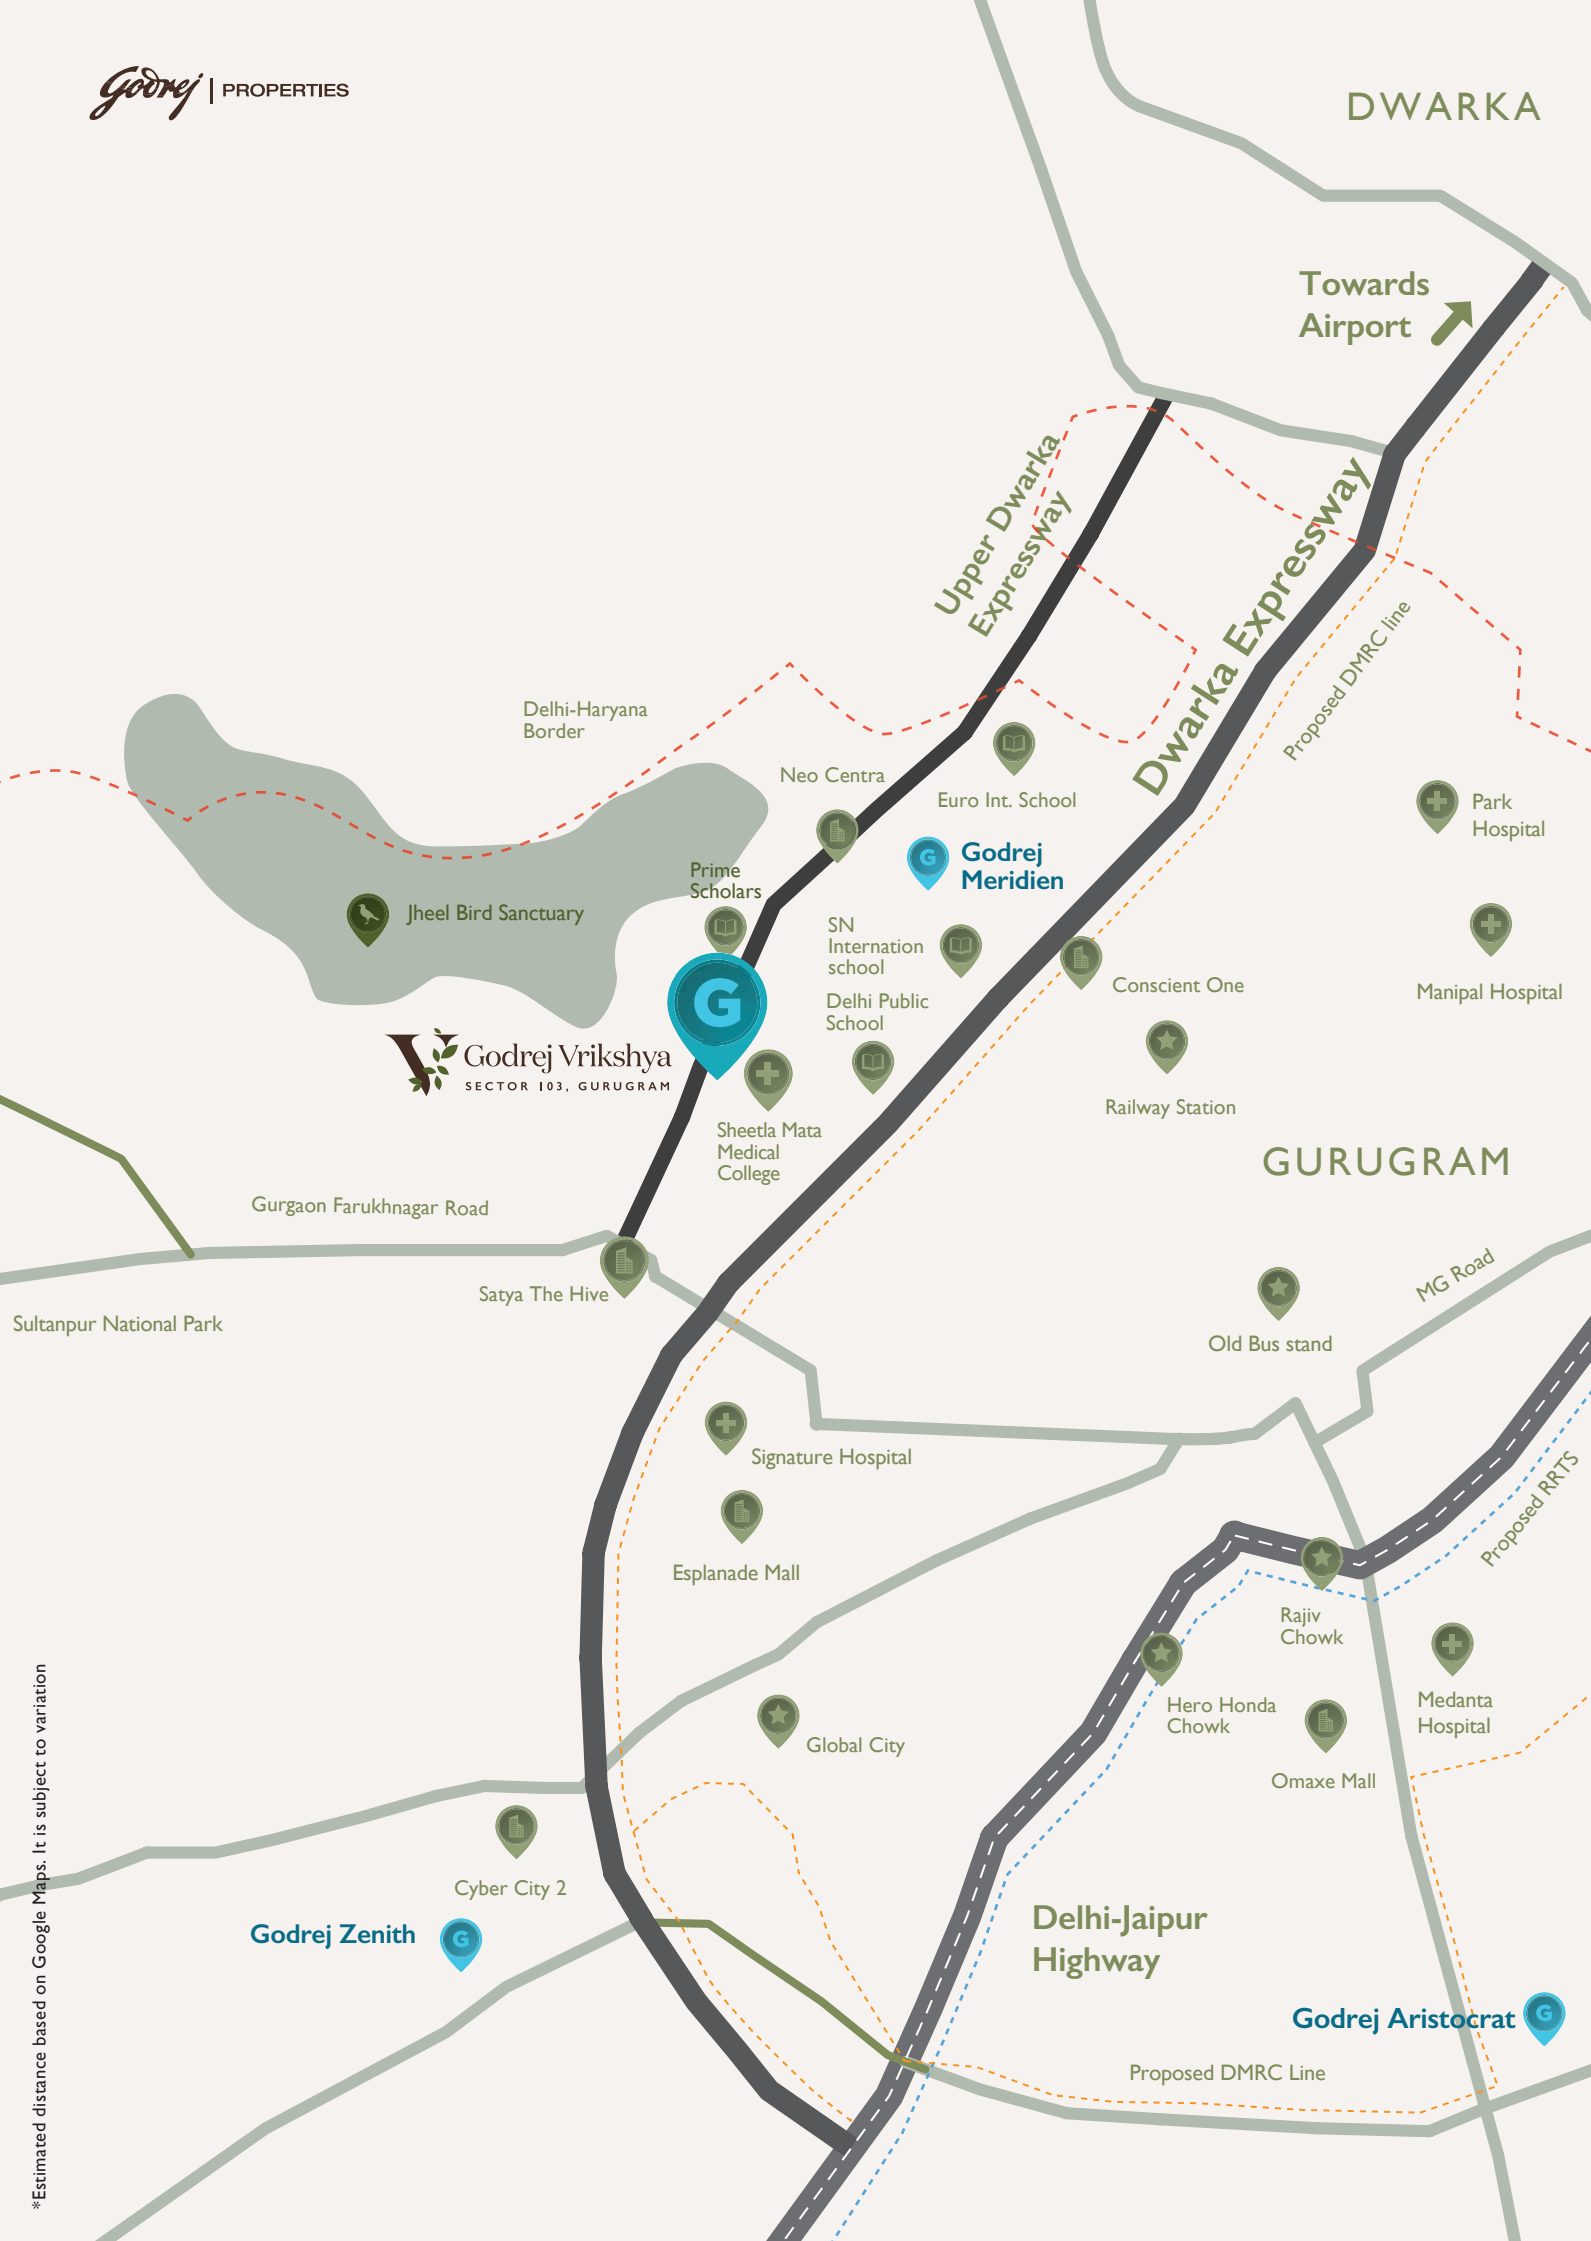 Godrej | PROPERTIES
DWARKA
Towards
Airport
Upper Dwarka
Expressway
Dwarka Expressway
Proposed DMRC line
Delhi-Haryana
Border
Neo Centra
Euro Int. School
Park
Hospital
Godrej
Meridien
Prime
Scholars
Jheel Bird Sanctuary
SN
Internation
school
Manipal Hospital
Conscient One
Delhi Public
School
G
Godrej Vrikshya
SECTOR 103, GURUGRAM
Railway Station
Sheetla Mata
Medical
College
GURUGRAM
Gurgaon Farukhnagar Road
MG Road
Satya The Hive
Sultanpur National Park
Old Bus stand
Signature Hospital
Proposed RRTS
Esplanade Mall
Rajiv
Chowk
Hero Honda
Chowk
Medanta
Hospital
Global City
Omaxe Mall
Cyber City 2
Godrej Zenith
G
Delhi-Jaipur
Highway
Godrej Aristocrat
G
Proposed DMRC Line
*Estimated distance based on Google Maps. It is subject to variation